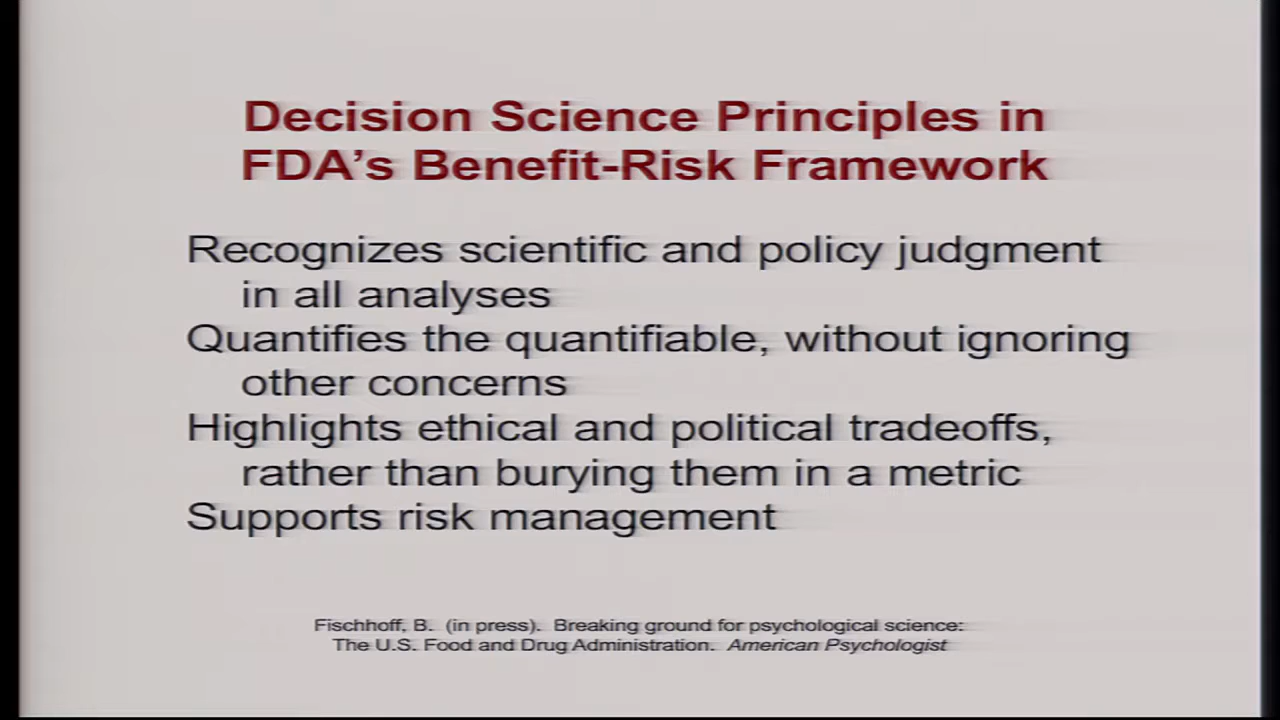 Decision Science Principles in
FDA’s Benefit-Risk Framework
Recognizes scientific and policy judgment
in all analyses
Quantifies the quantifiable, without ignoring
other concerns
Highlights ethical and political tradeoffs,
rather than burying them in a metric
Supports risk management
Fischhoff, B. (in press). Breaking ground for psychological science:
The U.S. Food and Drug Administration. American Psychologist